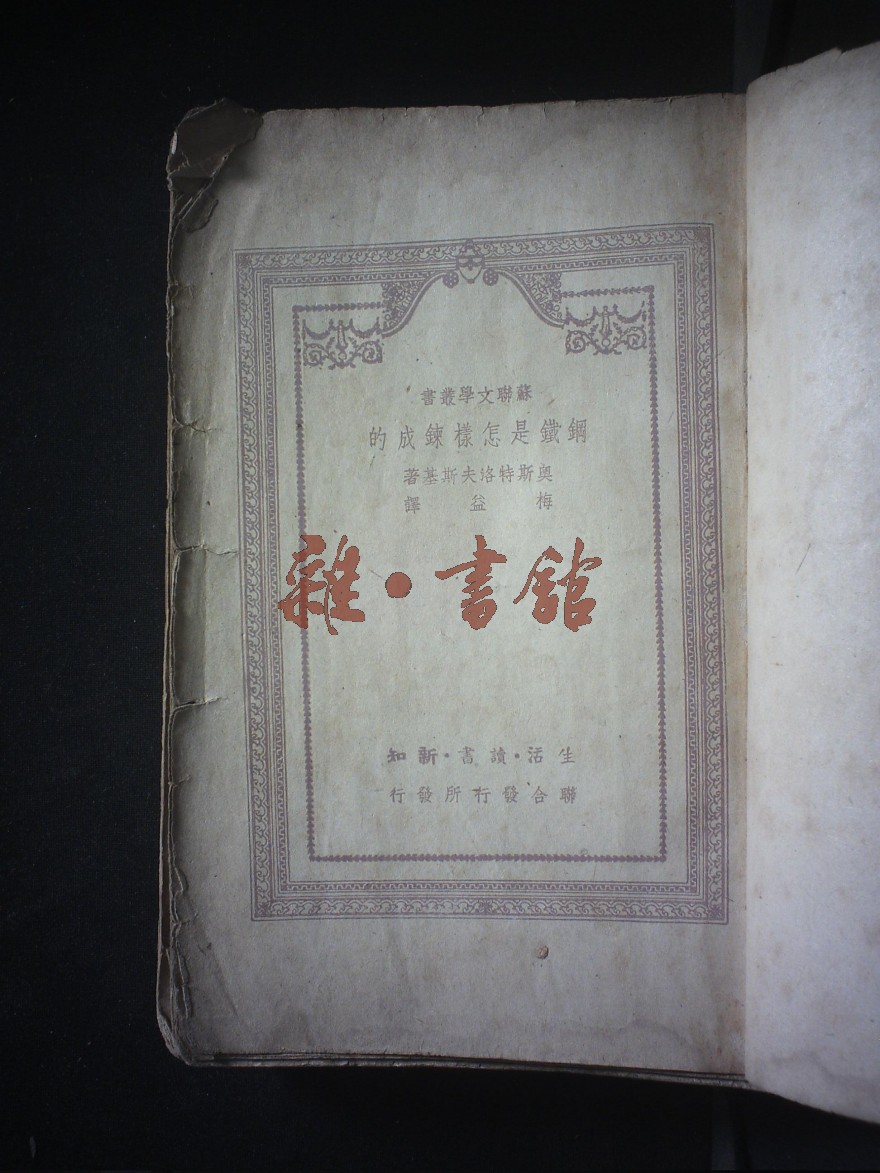 蘇聯文學叢書
鋼鐵是怎樣鍊成的
奧斯特洛夫斯基著
梅益譯
雜·書館
生活·讀書·新知
聯合發行所發行